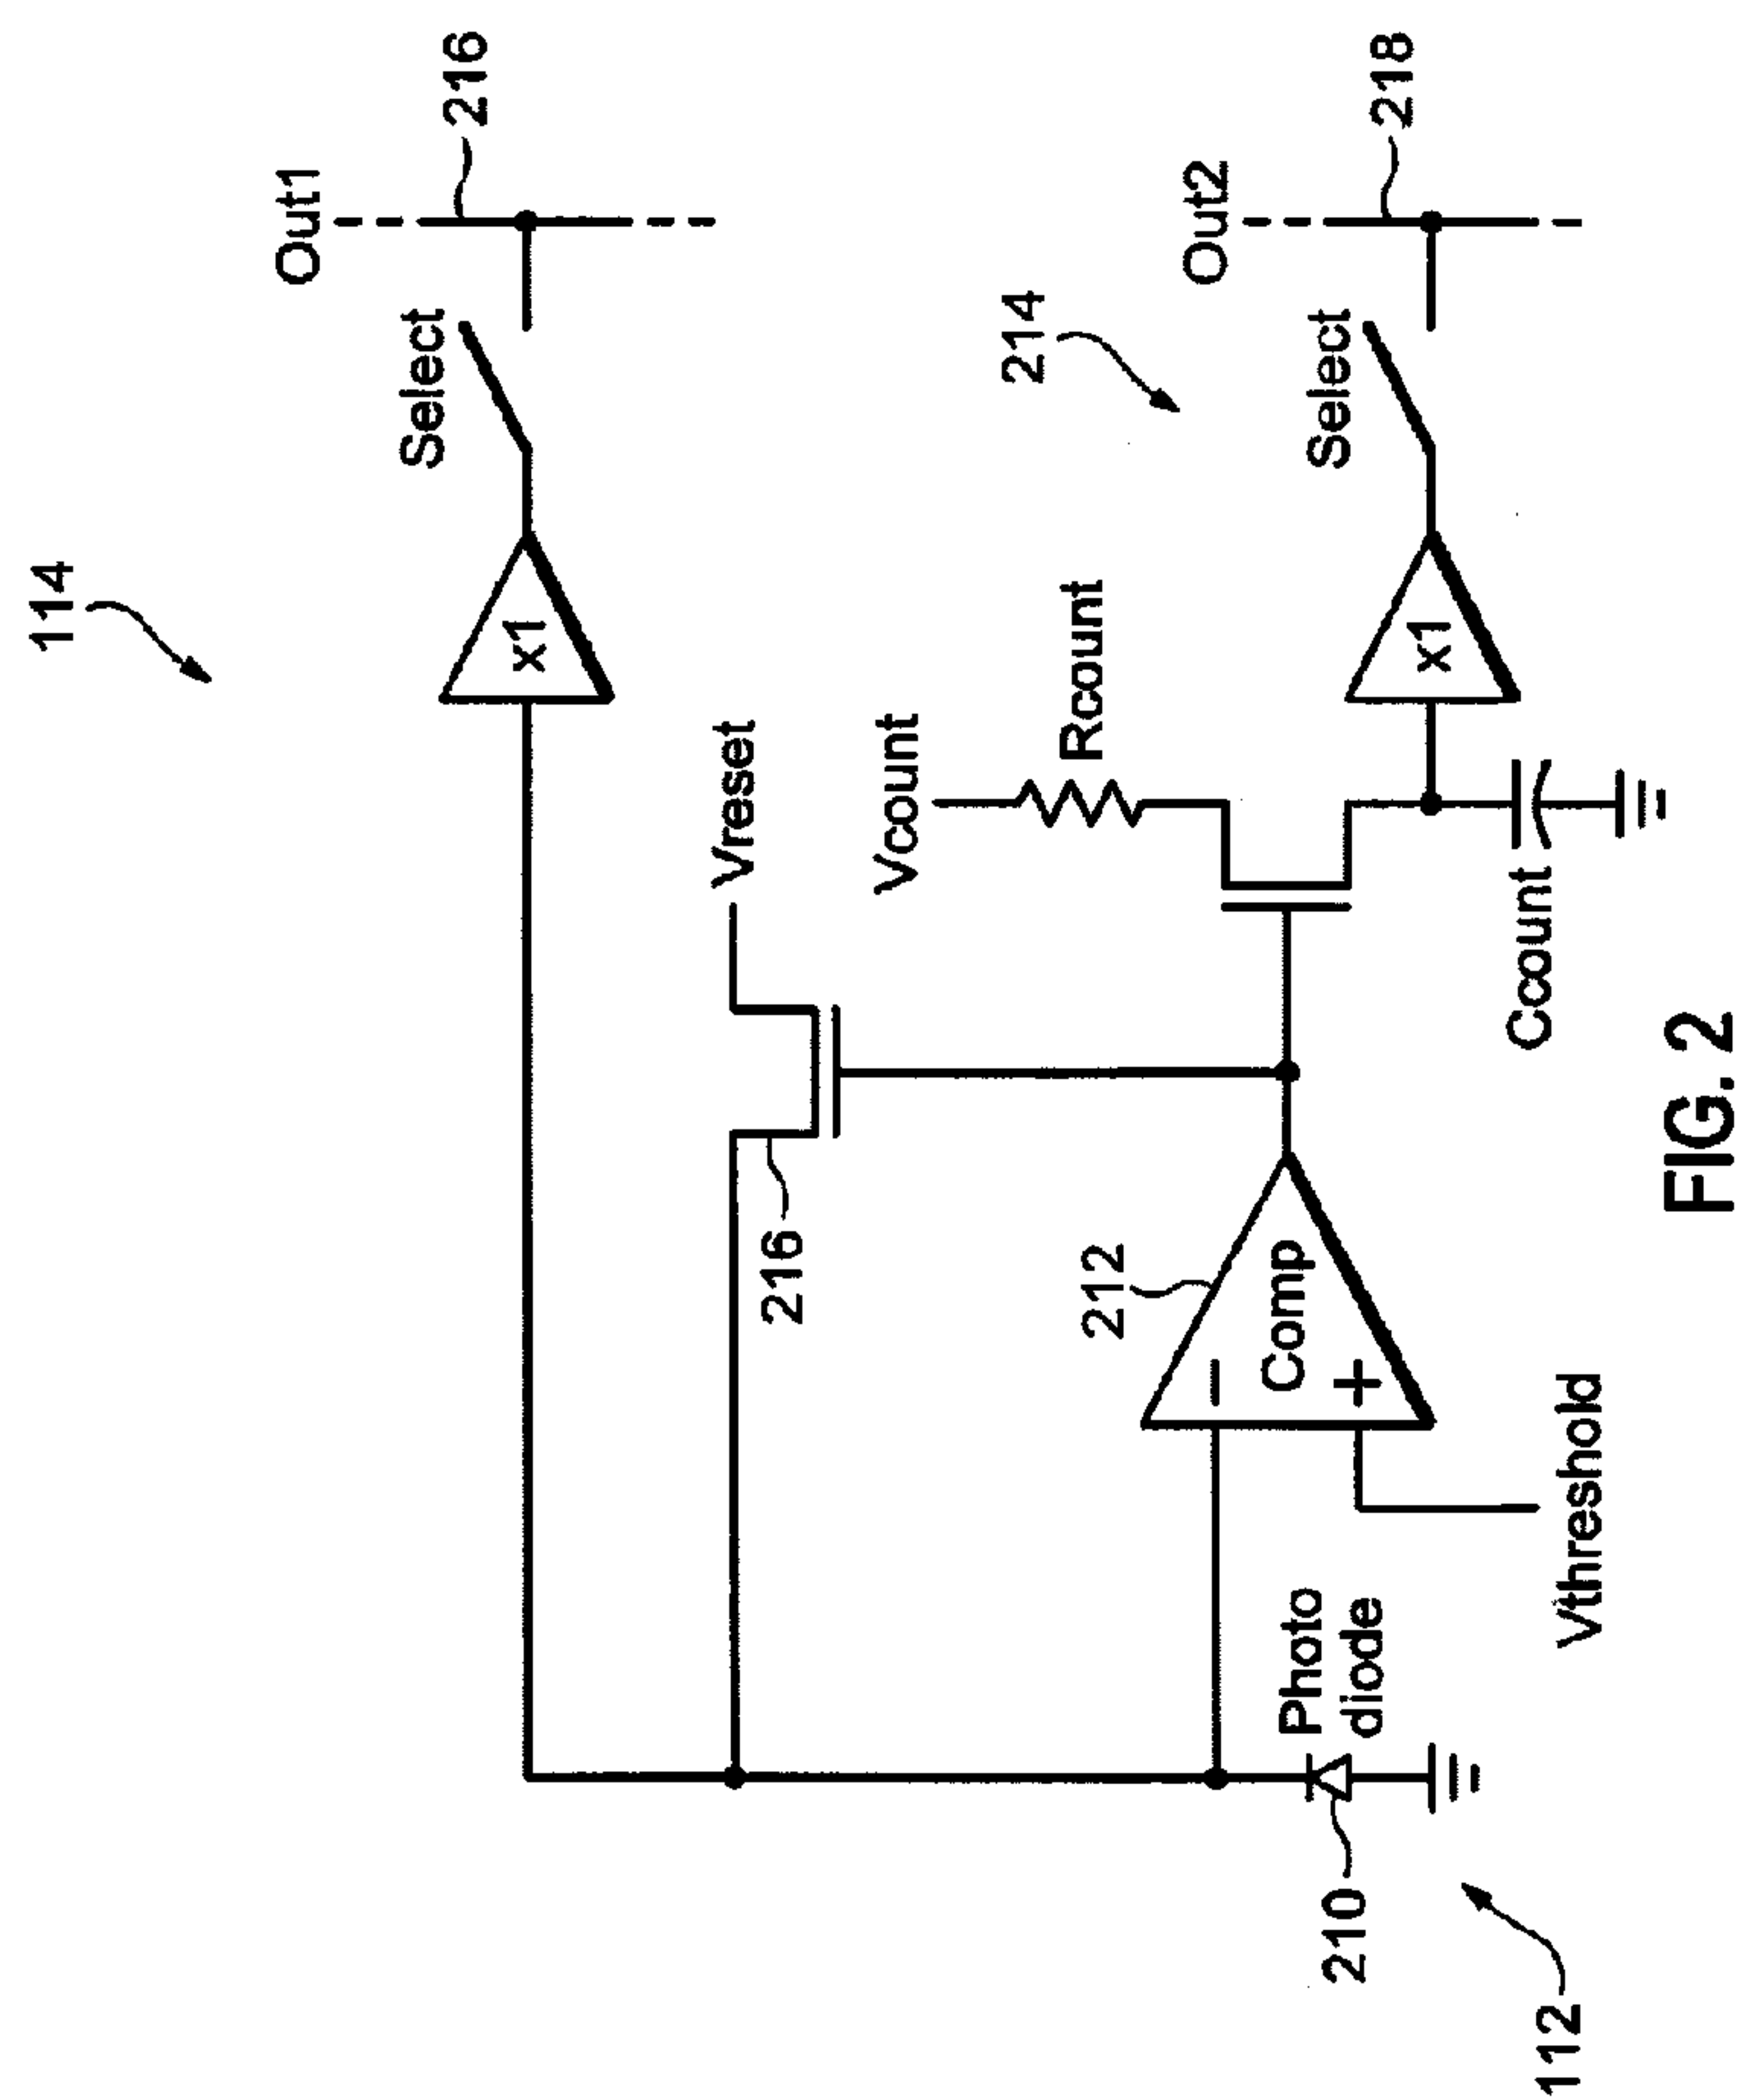 114
Out1
216
Select
x1
Vreset
216
214
Out2
218
Vcount
Rcount
Select
x1
212
Comp
−
+
Ccount
Photo
diode
210
Vthreshold
112
FIG. 2